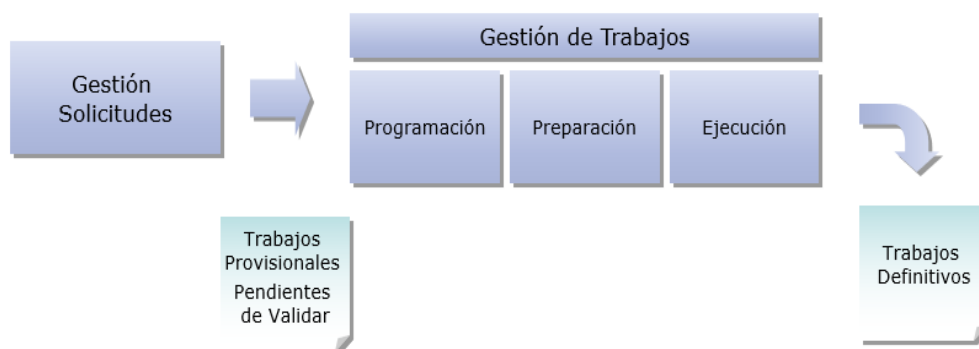 Gestión
Solicitudes
Gestión de Trabajos
Programación
Preparación
Ejecución
Trabajos
Provisionales
Pendientes
de Validar
Trabajos
Definitivos